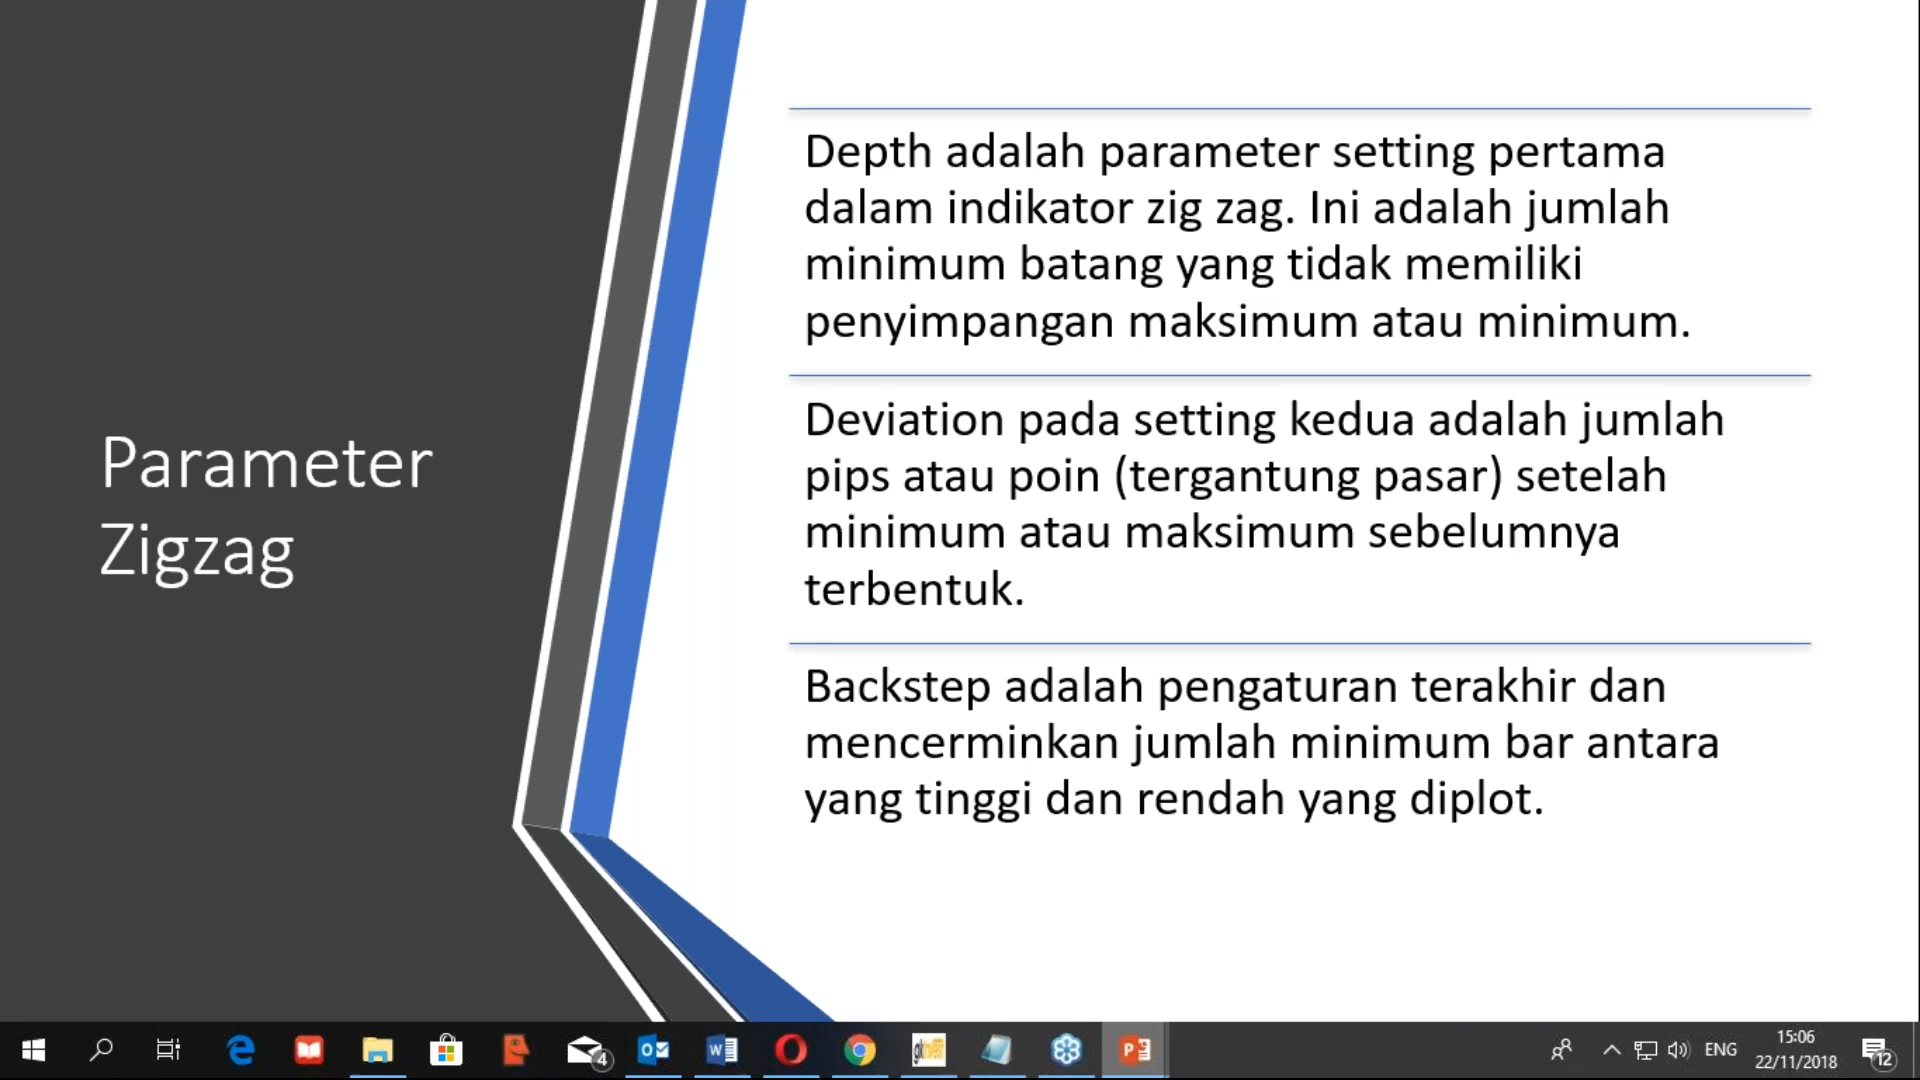 Parameter
Zigzag
Depth adalah parameter setting pertama
dalam indikator zig zag. Ini adalah jumlah
minimum batang yang tidak memiliki
penyimpangan maksimum atau minimum.
Deviation pada setting kedua adalah jumlah
pips atau poin (tergantung pasar) setelah
minimum atau maksimum sebelumnya
terbentuk.
Backstep adalah pengaturan terakhir dan
mencerminkan jumlah minimum bar antara
yang tinggi dan rendah yang diplot.
4
ENG
15:06
22/11/2018
12